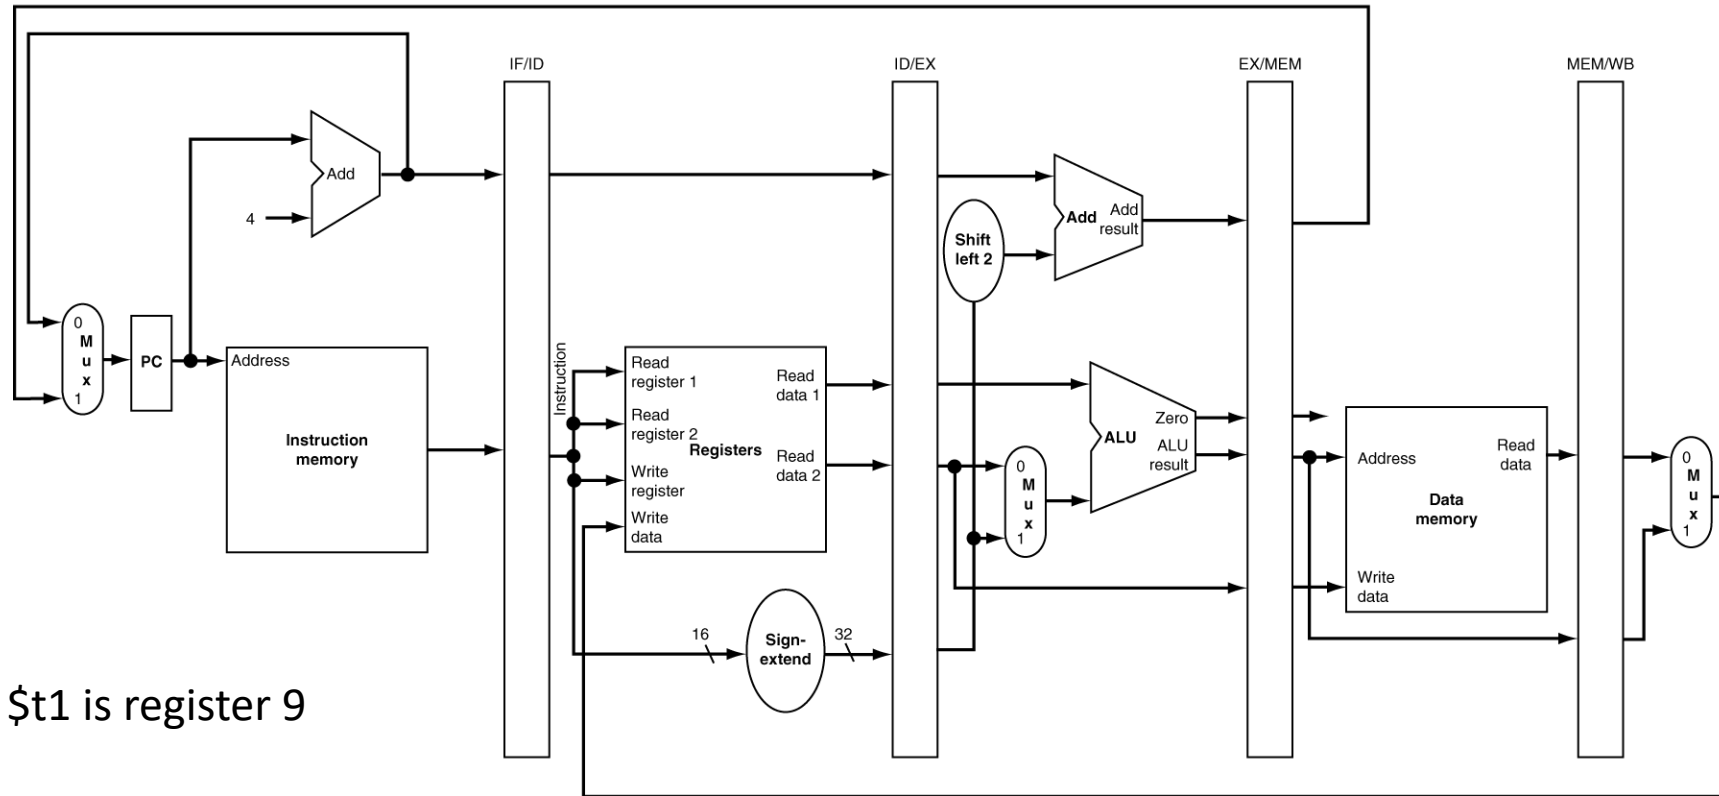 IF/ID
ID/EX
EX/MEM
MEM/WB
Add
4
Add
Add
result
Shift
left 2
0
M
u
x
1
PC
Address
Instruction
memory
Instruction
Read
register 1
Read
register 2
Write
register
Write
data
Registers
Read
data 1
Read
data 2
16
Sign-
extend
32
0
M
u
x
1
ALU
Zero
ALU
result
Address
Read
data
Data
memory
Write
data
0
M
u
x
1
$t1 is register 9